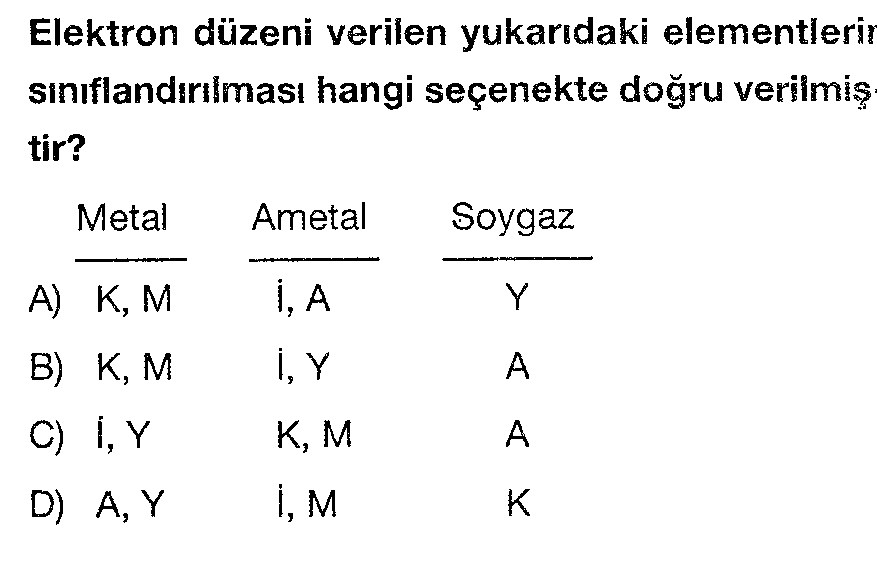 Elektron düzeni verilen yukarıdaki elementlerin
sınıflandırılması hangi seçenekte doğru verilmiş-
tir?
Metal Ametal Soygaz
A) K, M İ, A Y
B) K, M İ, Y A
C) İ, Y K, M A
D) A, Y İ, M K